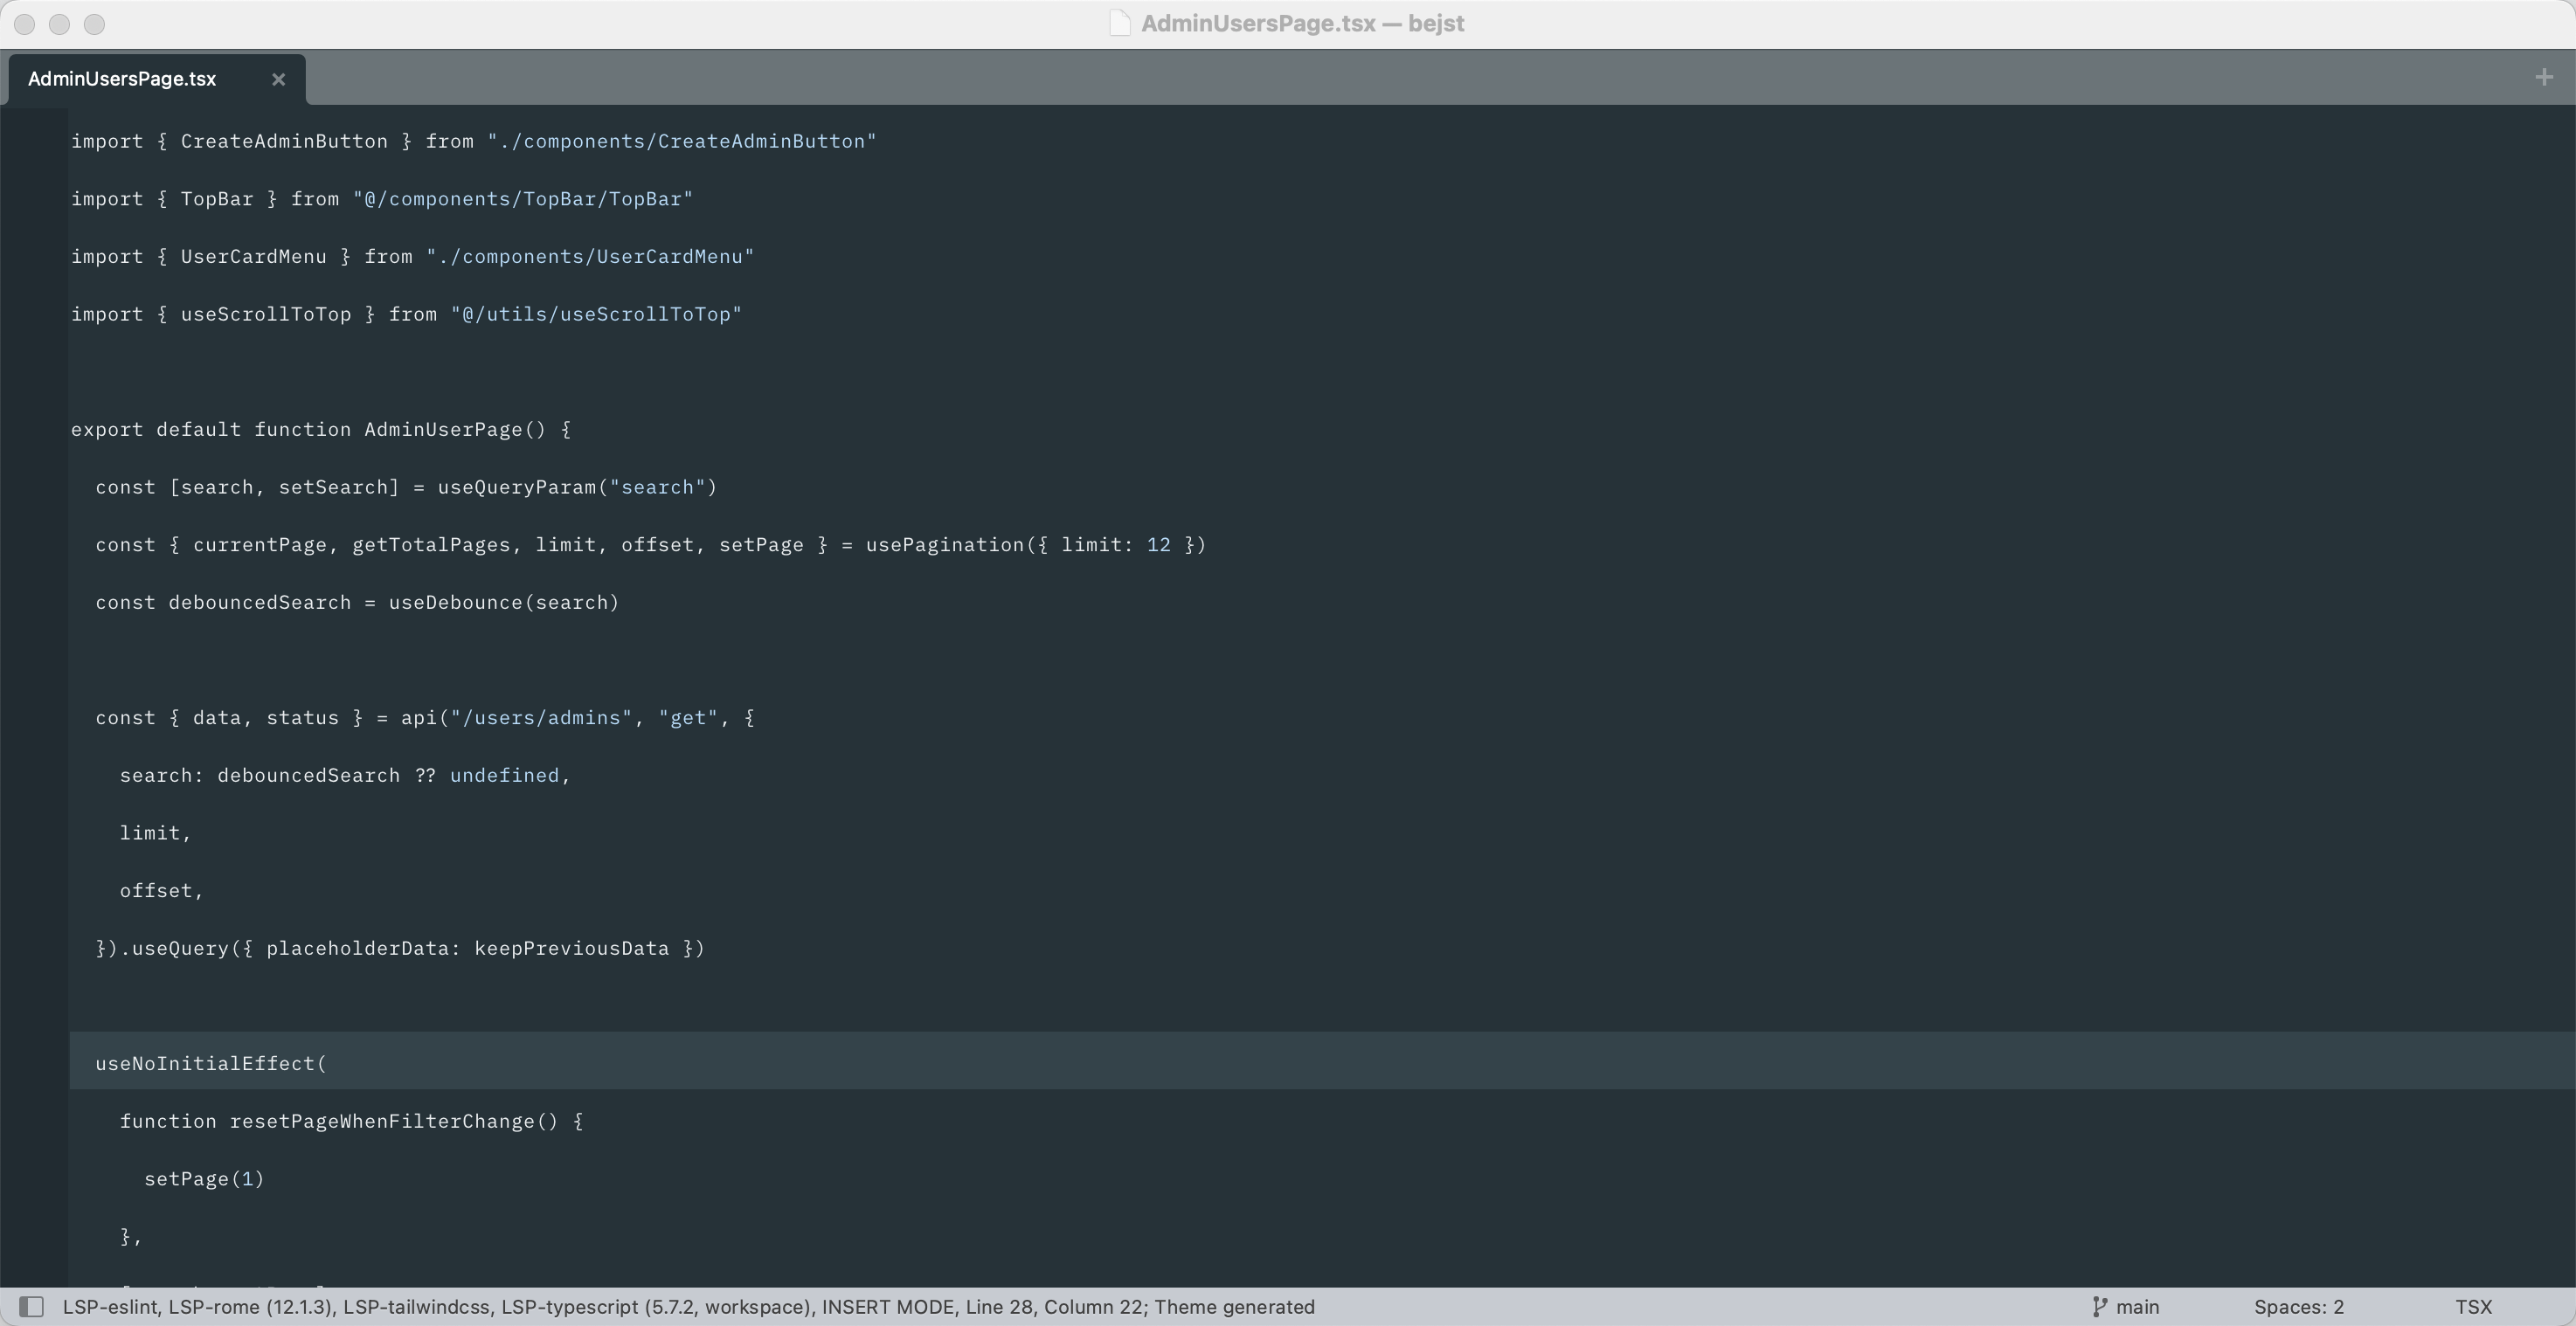 AdminUsersPage.tsx — bejst
AdminUsersPage.tsx
import { CreateAdminButton } from "./components/CreateAdminButton"
import { TopBar } from "@/components/TopBar/TopBar"
import { UserCardMenu } from "./components/UserCardMenu"
import { useScrollToTop } from "@/utils/useScrollToTop"
export default function AdminUserPage() {
const [search, setSearch] = useQueryParam("search")
const { currentPage, getTotalPages, limit, offset, setPage } = usePagination({ limit: 12 })
const debouncedSearch = useDebounce(search)
const { data, status } = api("/users/admins", "get", {
search: debouncedSearch ?? undefined,
limit,
offset,
}).useQuery({ placeholderData: keepPreviousData })
useNoInitialEffect(
function resetPageWhenFilterChange() {
setPage(1)
},
LSP-eslint, LSP-rome (12.1.3), LSP-tailwindcss, LSP-typescript (5.7.2, workspace), INSERT MODE, Line 28, Column 22; Theme generated
main
Spaces: 2
TSX